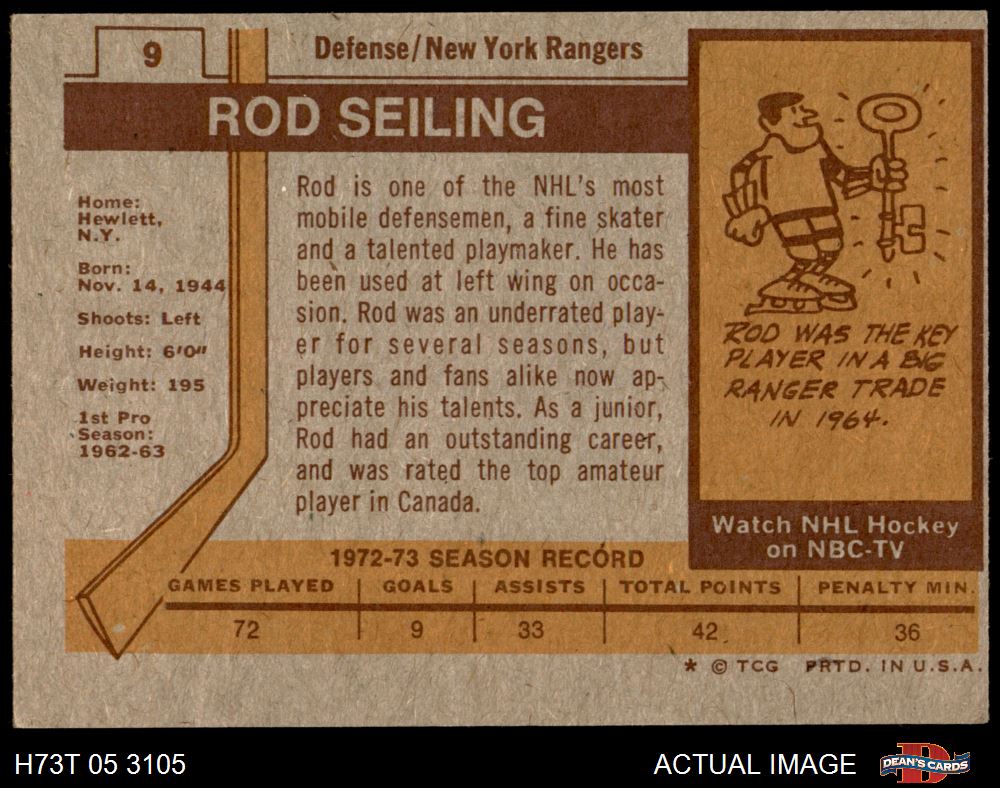 9
Defense/New York Rangers
ROD SEILING
Home:
Hewlett,
N.Y.
Born:
Nov. 14, 1944
Shoots: Left
Height: 6'0"
Weight: 195
1st Pro
Season:
1962-63
Rod is one of the NHL's most
mobile defensemen, a fine skater
and a talented playmaker. He has
been used at left wing on occa-
sion. Rod was an underrated play-
er for several seasons, but
players and fans alike now ap-
preciate his talents. As a junior,
Rod had an outstanding career,
and was rated the top amateur
player in Canada.
ROD WAS THE KEY
PLAYER IN A BIG
RANGER TRADE
IN 1964.
Watch NHL Hockey
on NBC-TV
1972-73 SEASON RECORD
GAMES PLAYED GOALS ASSISTS TOTAL POINTS PENALTY MIN.
72 9 33 42 36
* © TCG PRTD. IN U.S.A.
H73T 05 3105 ACTUAL IMAGE DEAN'S CARDS